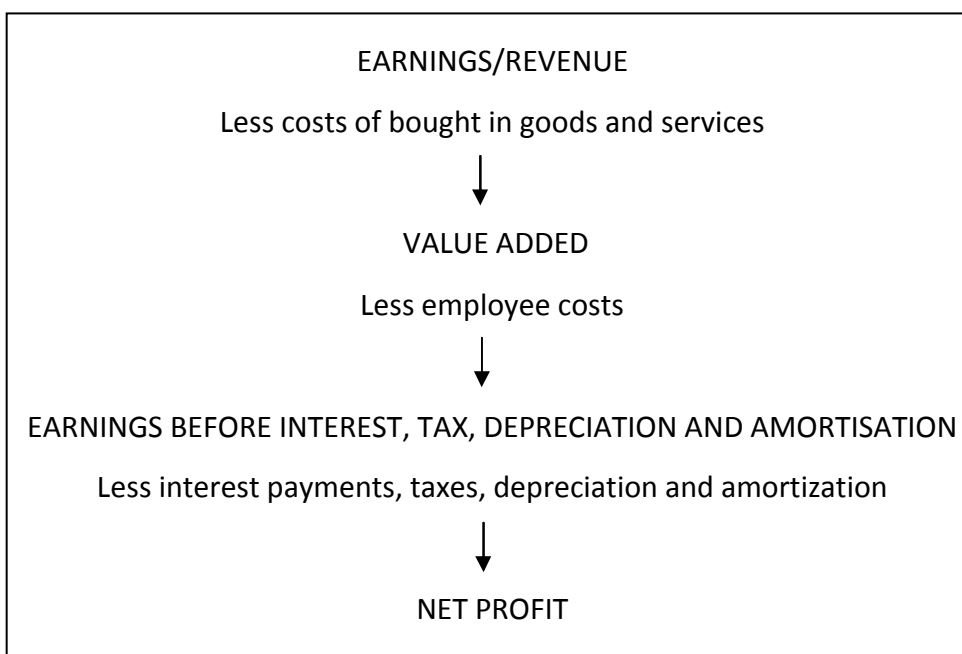 EARNINGS/REVENUE
Less costs of bought in goods and services
VALUE ADDED
Less employee costs
EARNINGS BEFORE INTEREST, TAX, DEPRECIATION AND AMORTISATION
Less interest payments, taxes, depreciation and amortization
NET PROFIT